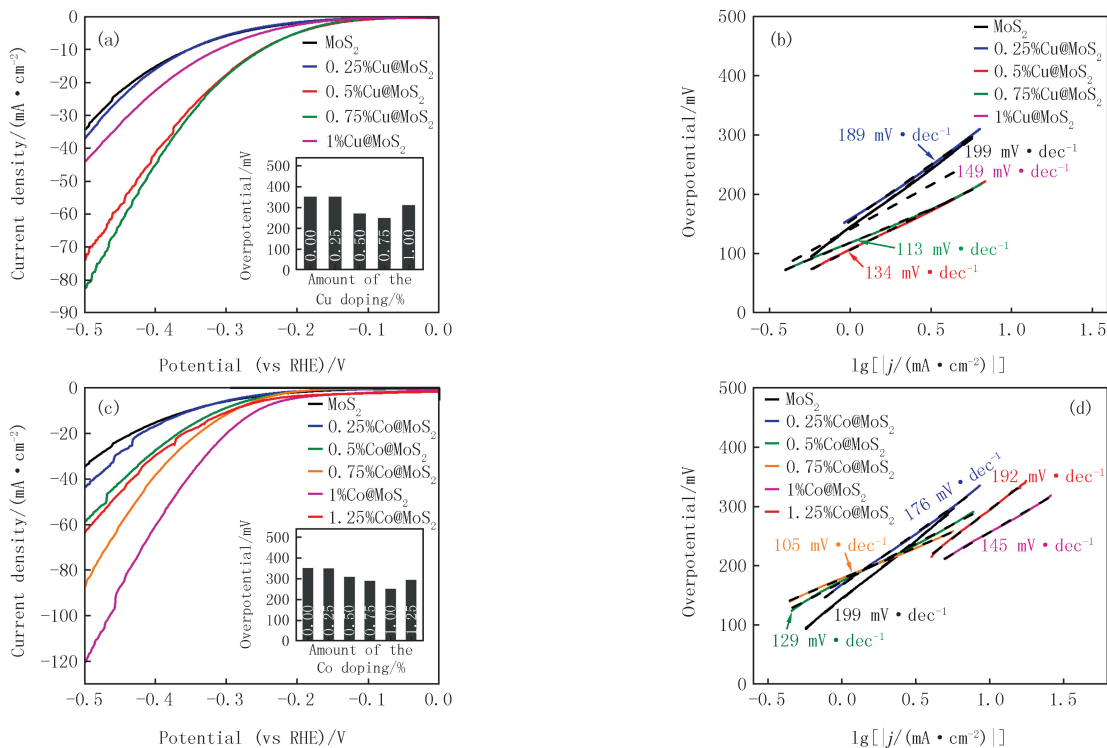 (a)
MoS2
0.25%Cu@MoS2
0.5%Cu@MoS2
0.75%Cu@MoS2
1%Cu@MoS2
Current density/(mA·cm−2)
0
−10
−20
−30
−40
−50
−60
−70
−80
−90
−0.5
−0.4
−0.3
−0.2
−0.1
0.0
Potential (vs RHE)/V
Overpotential/mV
500
400
300
200
100
0
0.00
0.25
0.50
0.75
1.00
Amount of the
Cu doping/%
(b)
MoS2
0.25%Cu@MoS2
0.5%Cu@MoS2
0.75%Cu@MoS2
1%Cu@MoS2
189 mV·dec−1
199 mV·dec−1
149 mV·dec−1
113 mV·dec−1
134 mV·dec−1
Overpotential/mV
500
400
300
200
100
0
−0.5
0.0
0.5
1.0
1.5
lg[|j/(mA·cm−2)|]
(c)
MoS2
0.25%Co@MoS2
0.5%Co@MoS2
0.75%Co@MoS2
1%Co@MoS2
1.25%Co@MoS2
Current density/(mA·cm−2)
0
−20
−40
−60
−80
−100
−120
−0.5
−0.4
−0.3
−0.2
−0.1
0.0
Potential (vs RHE)/V
Overpotential/mV
500
400
300
200
100
0
0.00
0.25
0.50
0.75
1.00
1.25
Amount of the
Co doping/%
(d)
MoS2
0.25%Co@MoS2
0.5%Co@MoS2
0.75%Co@MoS2
1%Co@MoS2
1.25%Co@MoS2
176 mV·dec−1
192 mV·dec−1
105 mV·dec−1
145 mV·dec−1
199 mV·dec−1
129 mV·dec−1
Overpotential/mV
500
400
300
200
100
0
−0.5
0.0
0.5
1.0
1.5
lg[|j/(mA·cm−2)|]